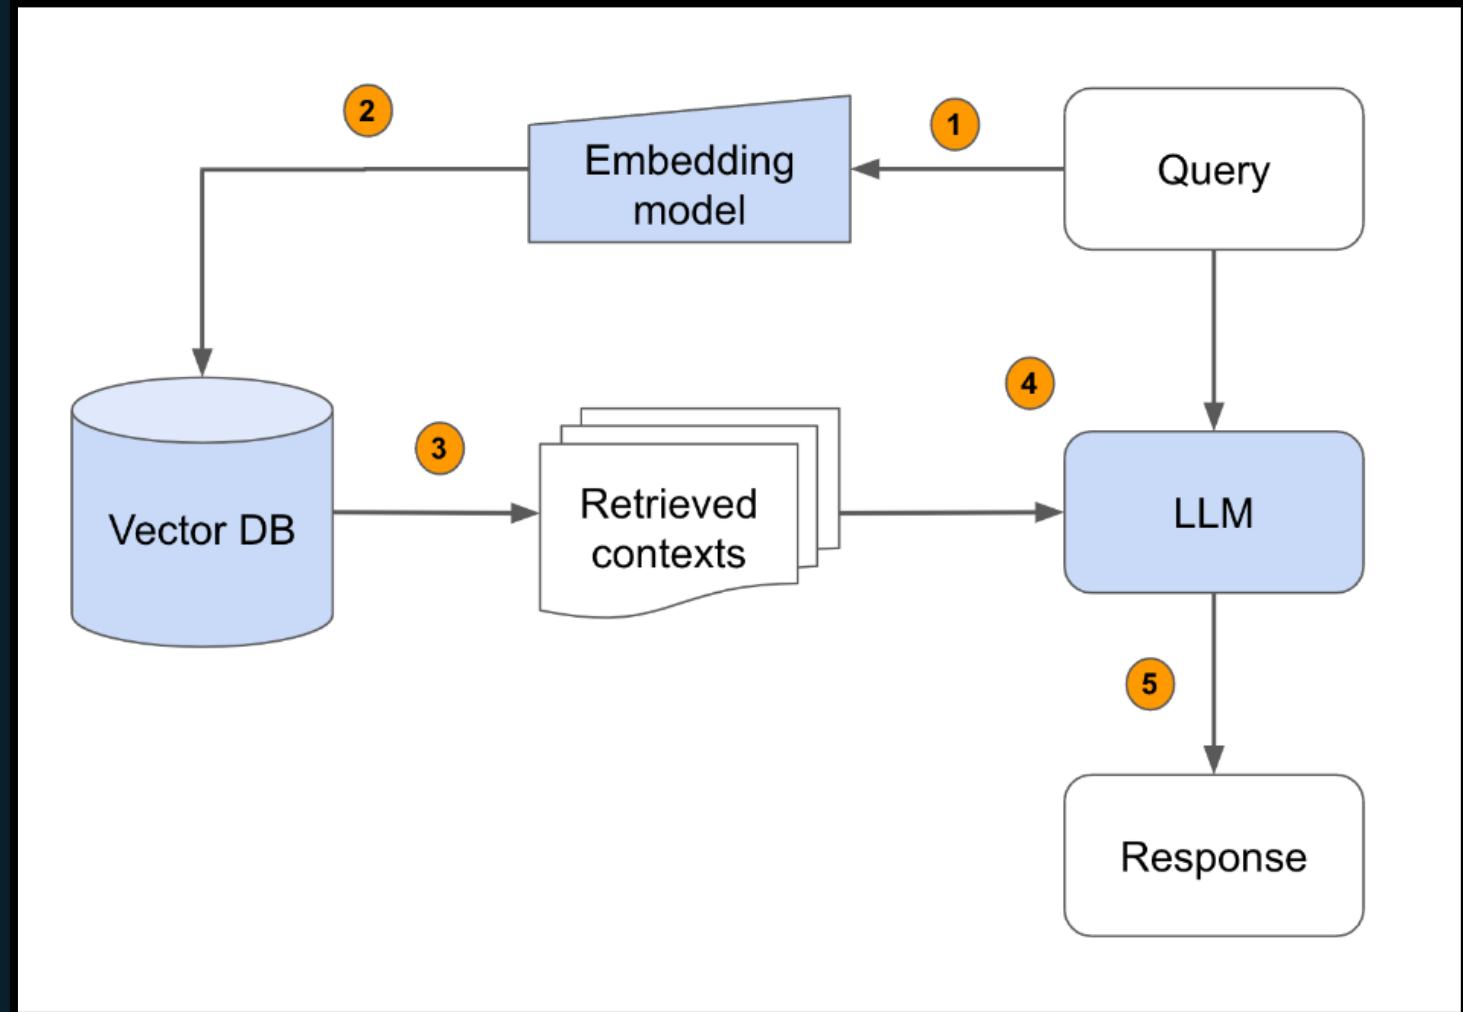 2
1
Embedding
model
Query
4
3
Retrieved
contexts
Vector DB
LLM
5
Response